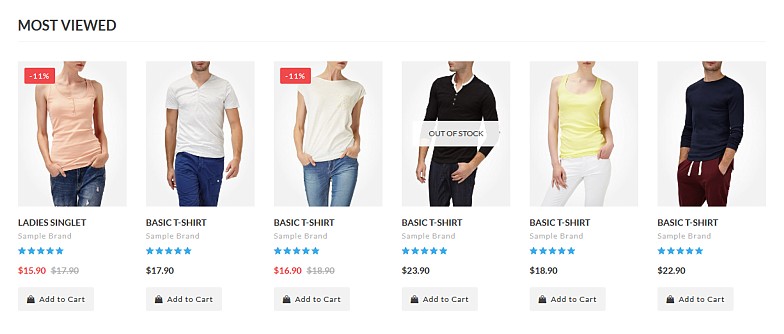 MOST VIEWED
-11%
-11%
OUT OF STOCK
LADIES SINGLET
Sample Brand
$15.90 $17.90
Add to Cart
BASIC T-SHIRT
Sample Brand
$17.90
Add to Cart
BASIC T-SHIRT
Sample Brand
$16.90 $18.90
Add to Cart
BASIC T-SHIRT
Sample Brand
$23.90
Add to Cart
BASIC T-SHIRT
Sample Brand
$18.90
Add to Cart
BASIC T-SHIRT
Sample Brand
$22.90
Add to Cart